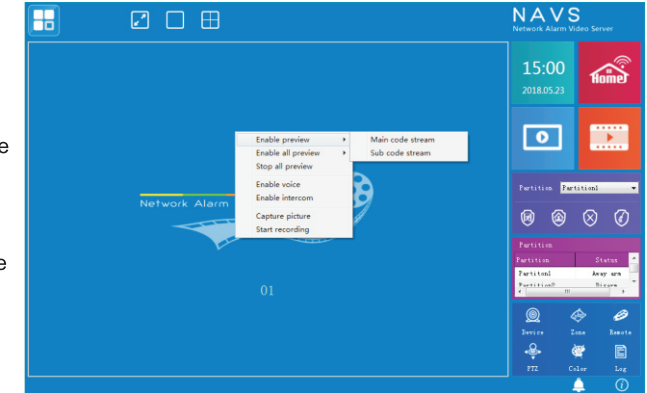 NAVS
Network Alarm Video Server
15:00
2018.05.23
Home
e
e
Enable preview
Main code stream
Enable all preview
Sub code stream
Stop all preview
Enable voice
Enable intercom
Capture picture
Start recording
Network Alarm
01
Partition
Partition1
Partition
Partition
Status
Partiton1
Away arm
Partition2
Disarm
Device
Zone
Remote
PTZ
Color
Log